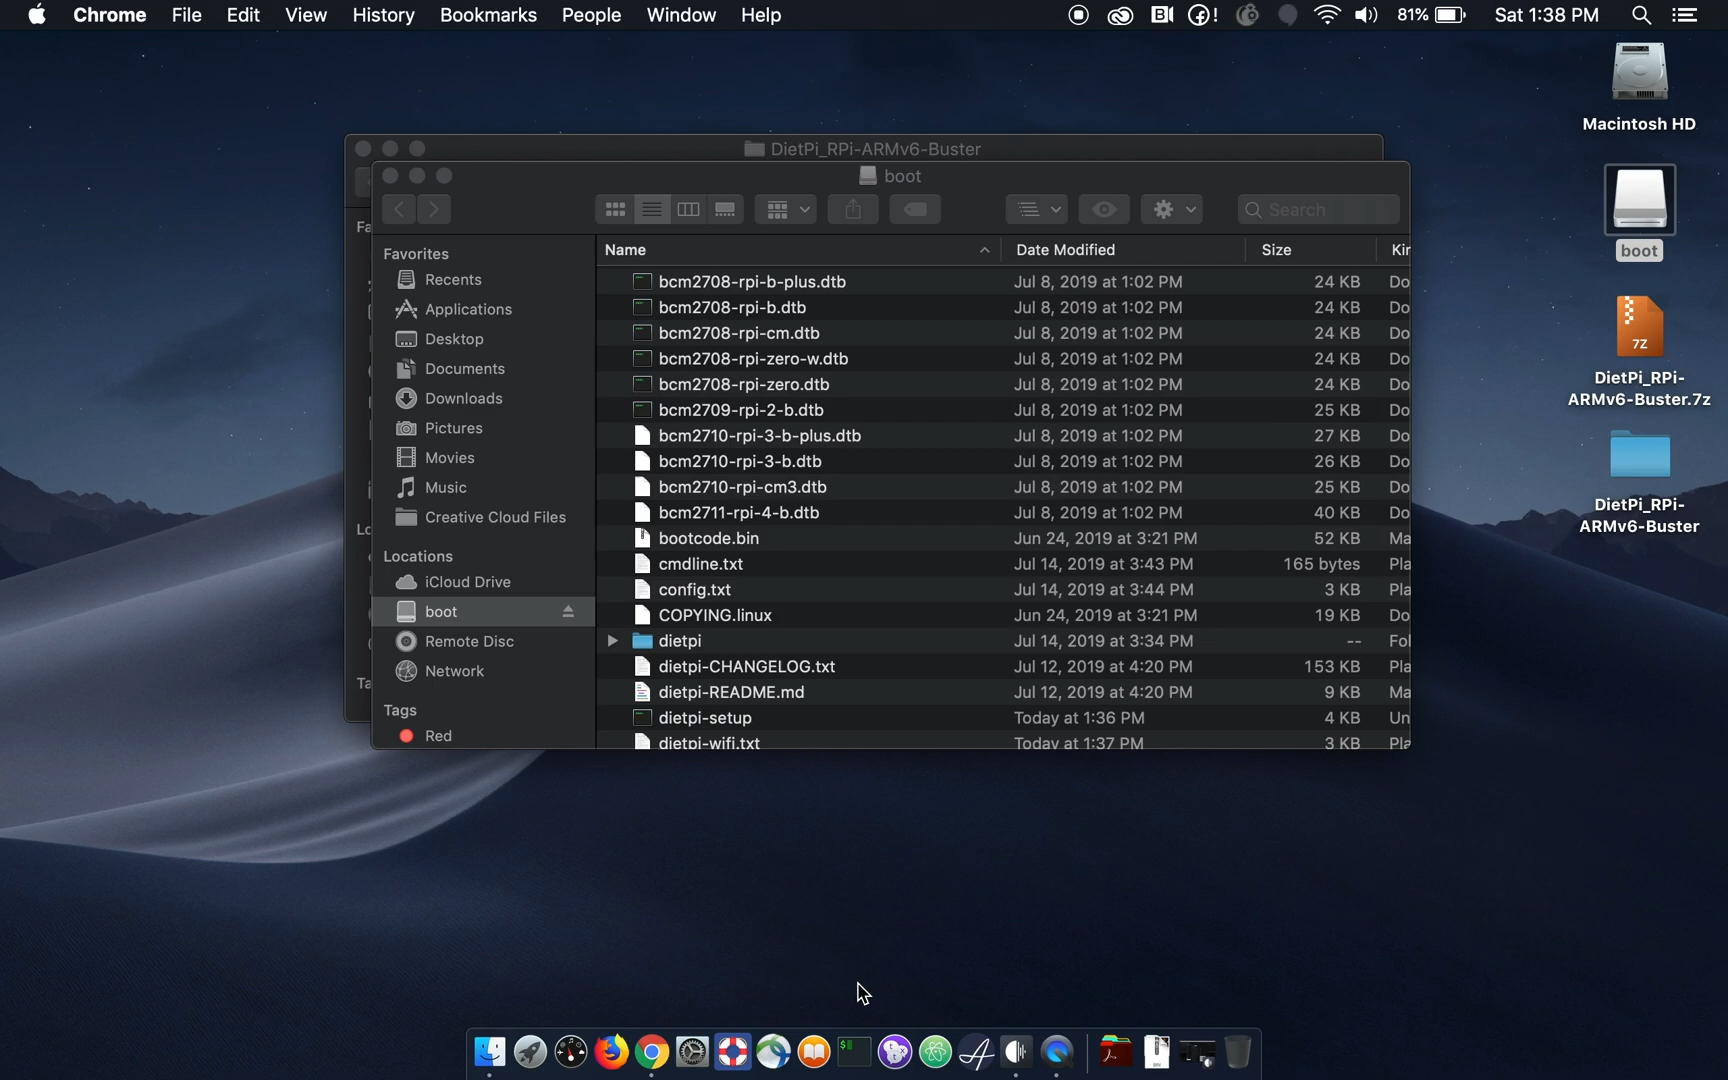 Chrome File Edit View History Bookmarks People Window Help 81% Sat 1:38 PM
Macintosh HD
boot
7Z
DietPi_RPi-
ARMv6-Buster.7z
DietPi_RPi-
ARMv6-Buster
DietPi_RPi-ARMv6-Buster
Fa
Lo
Ta
boot
Search
Favorites
Recents
Applications
Desktop
Documents
Downloads
Pictures
Movies
Music
Creative Cloud Files
Locations
iCloud Drive
boot
Remote Disc
Network
Tags
Red
Name Date Modified Size Kir
bcm2708-rpi-b-plus.dtb Jul 8, 2019 at 1:02 PM 24 KB Do
bcm2708-rpi-b.dtb Jul 8, 2019 at 1:02 PM 24 KB Do
bcm2708-rpi-cm.dtb Jul 8, 2019 at 1:02 PM 24 KB Do
bcm2708-rpi-zero-w.dtb Jul 8, 2019 at 1:02 PM 24 KB Do
bcm2708-rpi-zero.dtb Jul 8, 2019 at 1:02 PM 24 KB Do
bcm2709-rpi-2-b.dtb Jul 8, 2019 at 1:02 PM 25 KB Do
bcm2710-rpi-3-b-plus.dtb Jul 8, 2019 at 1:02 PM 27 KB Do
bcm2710-rpi-3-b.dtb Jul 8, 2019 at 1:02 PM 26 KB Do
bcm2710-rpi-cm3.dtb Jul 8, 2019 at 1:02 PM 25 KB Do
bcm2711-rpi-4-b.dtb Jul 8, 2019 at 1:02 PM 40 KB Do
bootcode.bin Jun 24, 2019 at 3:21 PM 52 KB Ma
cmdline.txt Jul 14, 2019 at 3:43 PM 165 bytes Pla
config.txt Jul 14, 2019 at 3:44 PM 3 KB Pla
COPYING.linux Jun 24, 2019 at 3:21 PM 19 KB Do
dietpi Jul 14, 2019 at 3:34 PM -- Fol
dietpi-CHANGELOG.txt Jul 12, 2019 at 4:20 PM 153 KB Pla
dietpi-README.md Jul 12, 2019 at 4:20 PM 9 KB Ma
dietpi-setup Today at 1:36 PM 4 KB Un
dietpi-wifi.txt Today at 1:37 PM 3 KB Pla